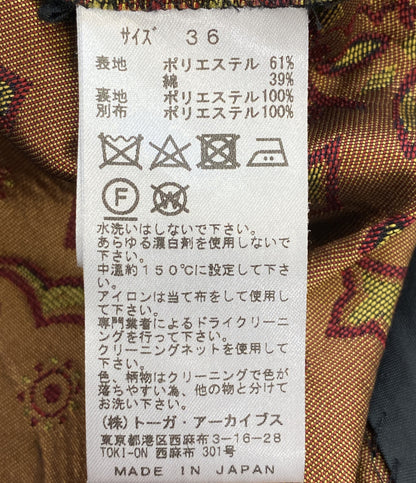 サイズ 36
表地 ポリエステル 61%
綿 39%
裏地 ポリエステル100%
別布 ポリエステル100%
F W
水洗いはしないで下さい。
あらゆる漂白剤を使用しないで
下さい。
中温約150℃に設定して下さ
い。
アイロンは当て布をして使用し
て下さい。
専門業者によるドライクリーニ
ングを行って下さい。
クリーニングネットを使用して
下さい。
色、柄物はクリーニングで色が
落ちやすい為、他の物と分けて
お洗い下さい。
(株)トーガ・アーカイブス
東京都港区西麻布3-16-28
TOKI-ON 西麻布 301号
MADE IN JAPAN